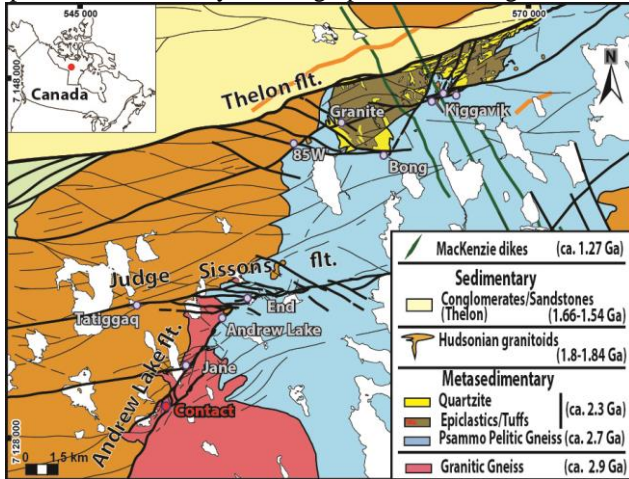 545 000
570 000
7 148 000
Canada
N
Thelon flt.
Granite
Kiggavik
85W
Bong
Judge Sissons flt.
Tatiggaq
End
Andrew Lake
Andrew Lake flt.
Jane
Contact
7 128 000
0 1,5 km
MacKenzie dikes (ca. 1.27 Ga)
Sedimentary
Conglomerates/Sandstones
(Thelon) (1.66-1.54 Ga)
Hudsonian granitoids
(1.8-1.84 Ga)
Metasedimentary
Quartzite
Epiclastics/Tuffs (ca. 2.3 Ga)
Psammo Pelitic Gneiss (ca. 2.7 Ga)
Granitic Gneiss (ca. 2.9 Ga)